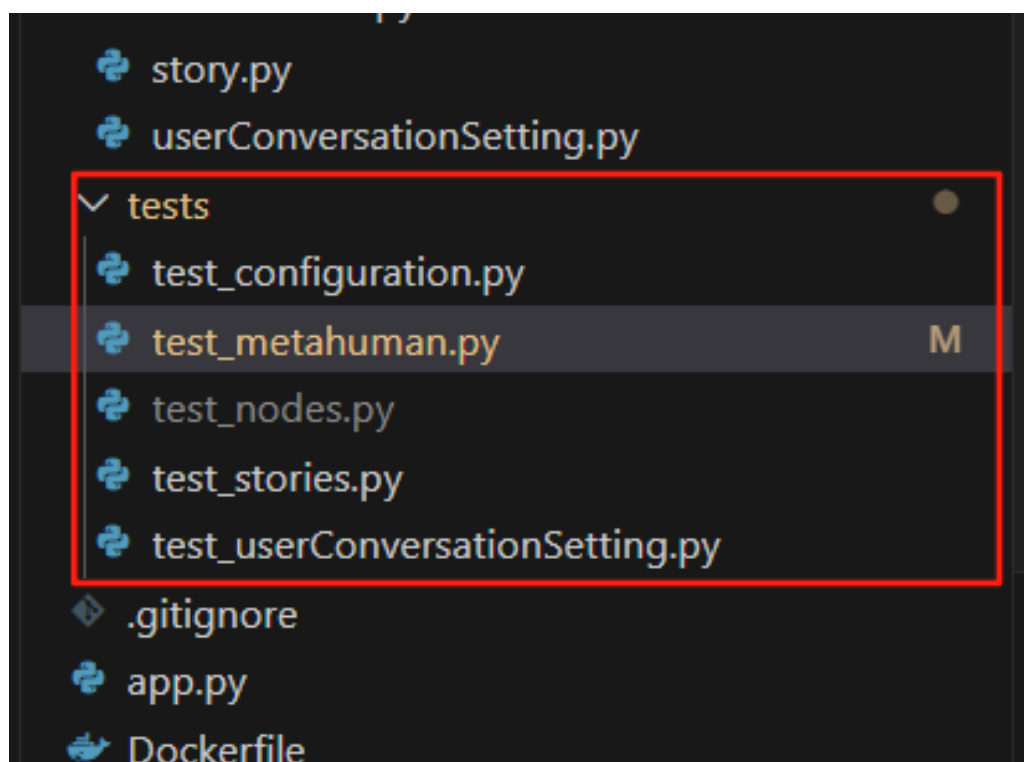 story.py
userConversationSetting.py
tests
test_configuration.py
test_metahuman.py M
test_nodes.py
test_stories.py
test_userConversationSetting.py
.gitignore
app.py
Dockerfile